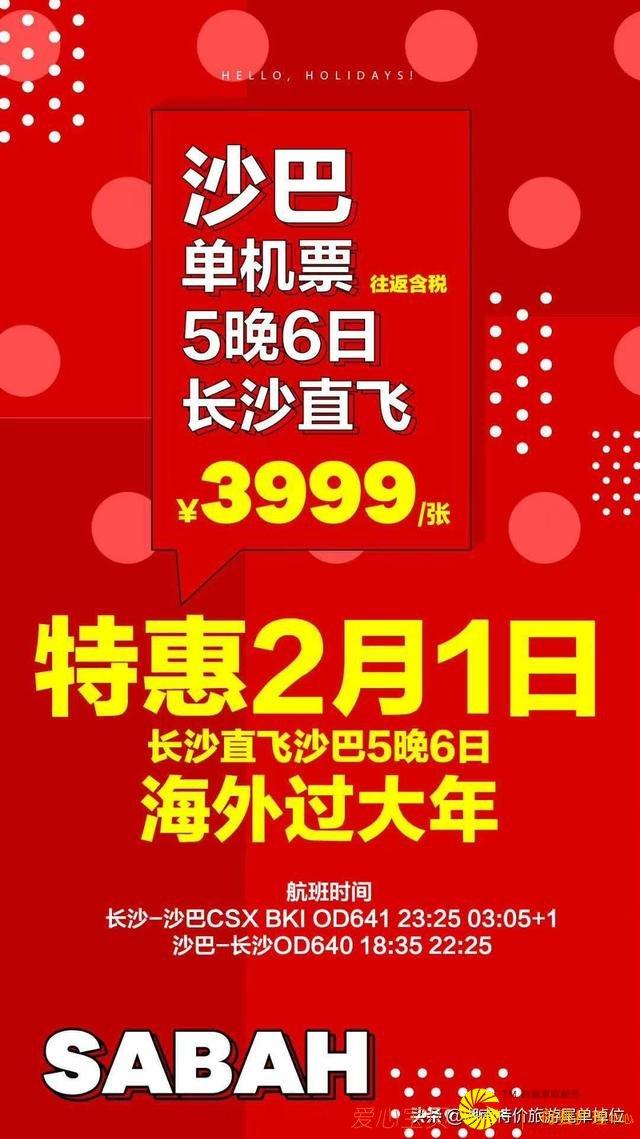 HELLO, HOLIDAYS!
沙巴
单机票 往返含税
5晚6日
长沙直飞
¥3999/张
特惠2月1日
长沙直飞沙巴5晚6日
海外过大年
航班时间
长沙-沙巴CSX BKI OD641 23:25 03:05+1
沙巴-长沙OD640 18:35 22:25
SABAH